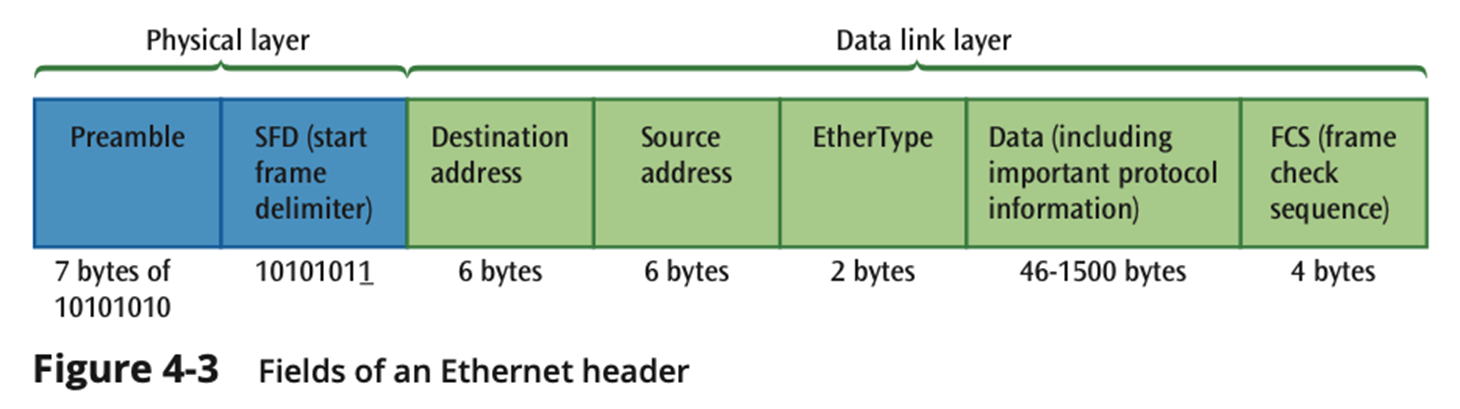 Physical layer
Data link layer
Preamble
SFD (start
frame
delimiter)
Destination
address
Source
address
EtherType
Data (including
important protocol
information)
FCS (frame
check
sequence)
7 bytes of
10101010
10101011
6 bytes
6 bytes
2 bytes
46-1500 bytes
4 bytes
Figure 4-3 Fields of an Ethernet header